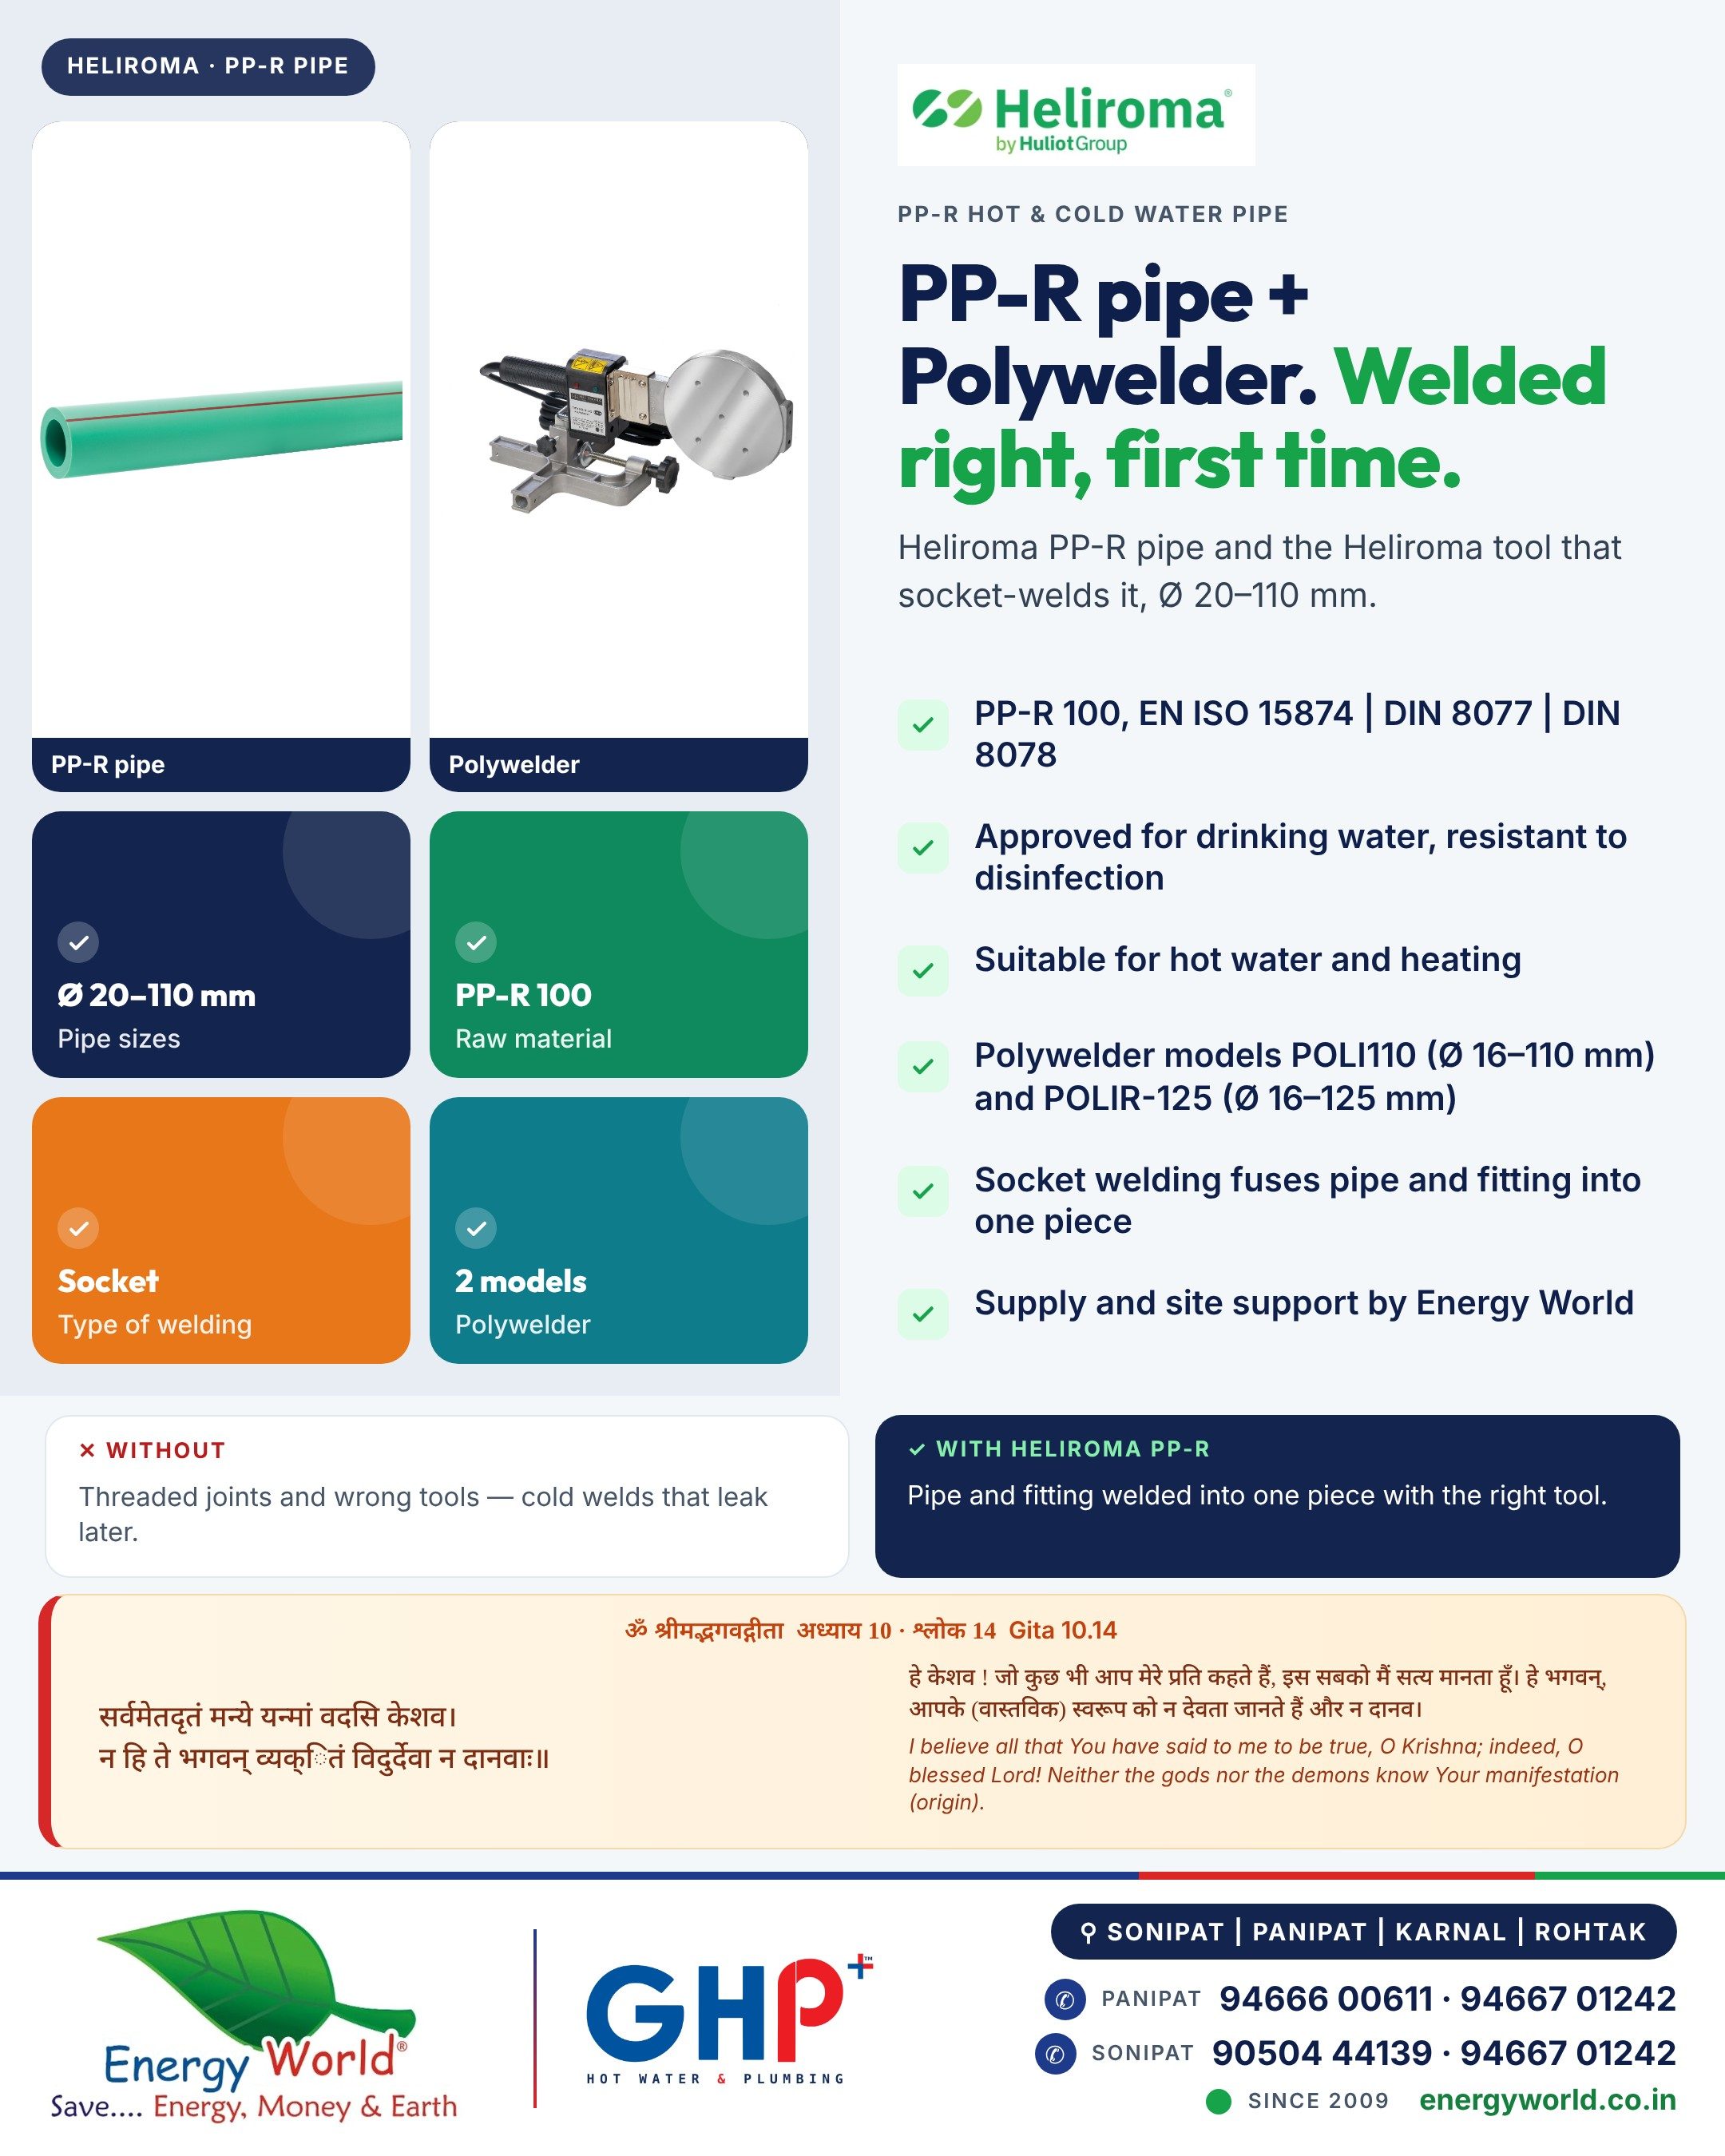 HELIROMA · PP-R PIPE
PP-R pipe
Polywelder
Ø 20–110 mm
Pipe sizes
PP-R 100
Raw material
Socket
Type of welding
2 models
Polywelder
Heliroma®
by Huliot Group
PP-R HOT & COLD WATER PIPE
PP-R pipe +
Polywelder. Welded
right, first time.
Heliroma PP-R pipe and the Heliroma tool that
socket-welds it, Ø 20–110 mm.
PP-R 100, EN ISO 15874 | DIN 8077 | DIN
8078
Approved for drinking water, resistant to
disinfection
Suitable for hot water and heating
Polywelder models POLI110 (Ø 16–110 mm)
and POLIR-125 (Ø 16–125 mm)
Socket welding fuses pipe and fitting into
one piece
Supply and site support by Energy World
✕ WITHOUT
Threaded joints and wrong tools — cold welds that leak
later.
✓ WITH HELIROMA PP-R
Pipe and fitting welded into one piece with the right tool.
ॐ श्रीमद्भगवद्गीता अध्याय 10 · श्लोक 14 Gita 10.14
सर्वमेतदृतं मन्ये यन्मां वदसि केशव।
न हि ते भगवन् व्यक्ितं विदुर्देवा न दानवाः॥
हे केशव ! जो कुछ भी आप मेरे प्रति कहते हैं, इस सबको मैं सत्य मानता हूँ। हे भगवन्,
आपके (वास्तविक) स्वरूप को न देवता जानते हैं और न दानव।
I believe all that You have said to me to be true, O Krishna; indeed, O
blessed Lord! Neither the gods nor the demons know Your manifestation
(origin).
Energy World®
Save.... Energy, Money & Earth
GHP+™
HOT WATER & PLUMBING
SONIPAT | PANIPAT | KARNAL | ROHTAK
PANIPAT 94666 00611 · 94667 01242
SONIPAT 90504 44139 · 94667 01242
SINCE 2009 energyworld.co.in